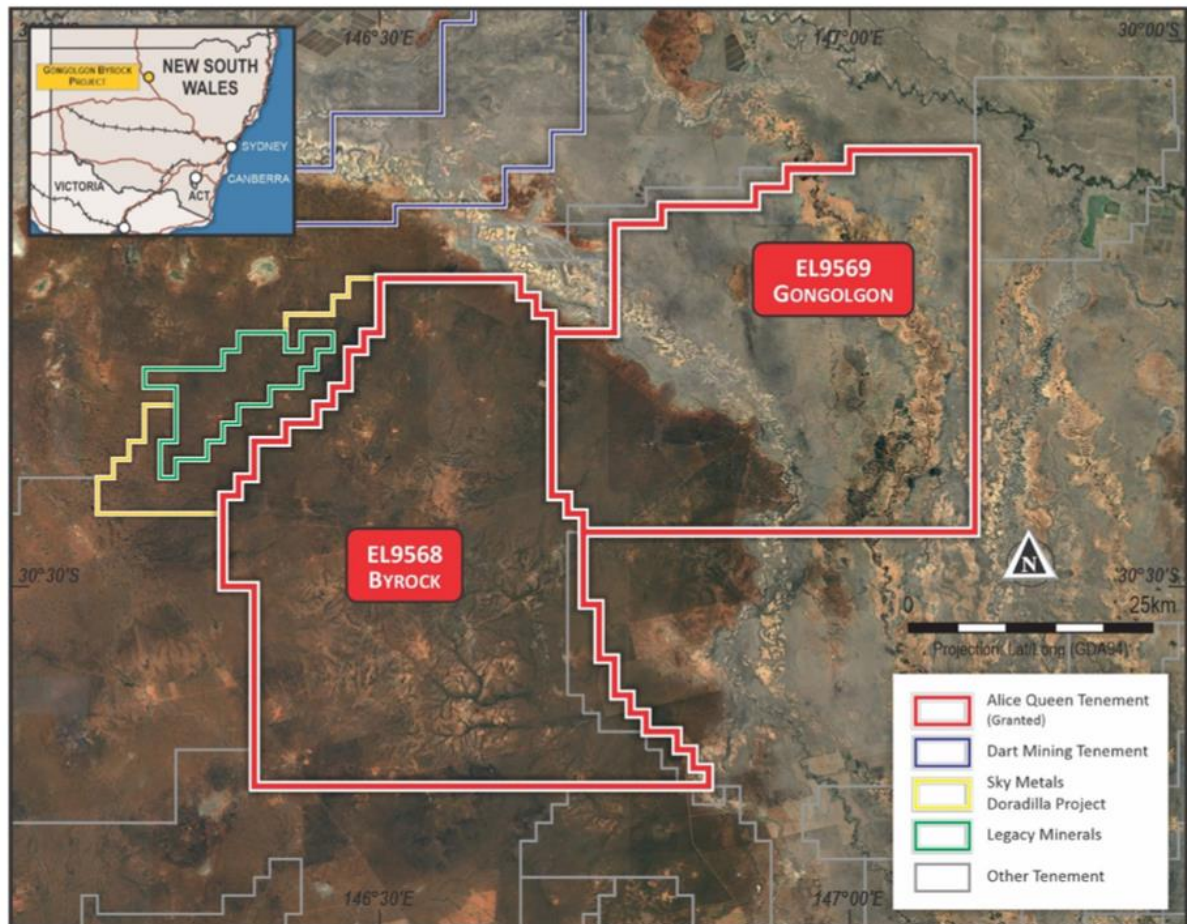 146°30'E
147°00'E
30°00'S
GONGOLGON BYROCK
PROJECT
NEW SOUTH
WALES
SYDNEY
CANBERRA
ACT
VICTORIA
EL9569
GONGOLGON
EL9568
BYROCK
30°30'S
30°30'S
N
0
25km
Projection: Lat/Long (GDA94)
Alice Queen Tenement
(Granted)
Dart Mining Tenement
Sky Metals
Doradilla Project
Legacy Minerals
Other Tenement
146°30'E
147°00'E